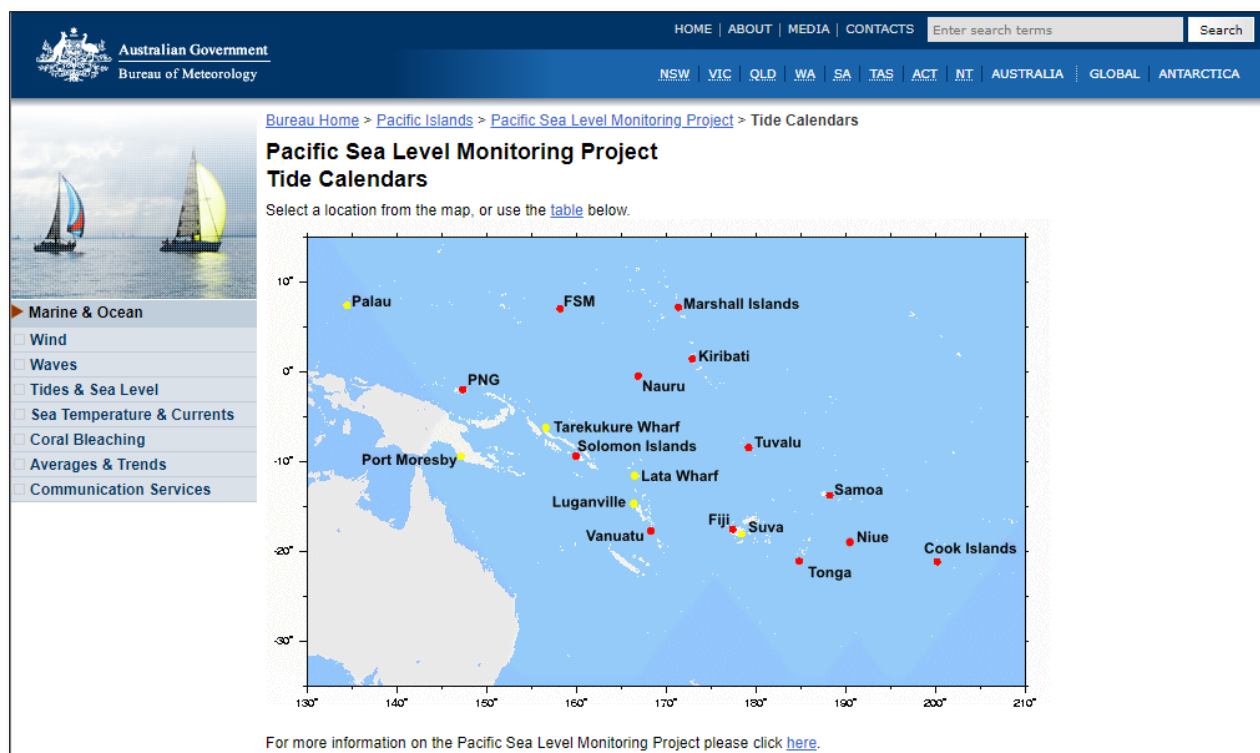 Australian Government
Bureau of Meteorology
HOME | ABOUT | MEDIA | CONTACTS
Enter search terms
Search
NSW | VIC | QLD | WA | SA | TAS | ACT | NT | AUSTRALIA | GLOBAL | ANTARCTICA
Bureau Home > Pacific Islands > Pacific Sea Level Monitoring Project > Tide Calendars
Pacific Sea Level Monitoring Project
Tide Calendars
Select a location from the map, or use the table below.
Marine & Ocean
Wind
Waves
Tides & Sea Level
Sea Temperature & Currents
Coral Bleaching
Averages & Trends
Communication Services
10°
0°
-10°
-20°
-30°
Palau
FSM
Marshall Islands
Kiribati
Nauru
PNG
Tarekukure Wharf
Solomon Islands
Tuvalu
Port Moresby
Lata Wharf
Samoa
Luganville
Fiji
Suva
Vanuatu
Niue
Cook Islands
Tonga
130° 140° 150° 160° 170° 180° 190° 200° 210°
For more information on the Pacific Sea Level Monitoring Project please click here.